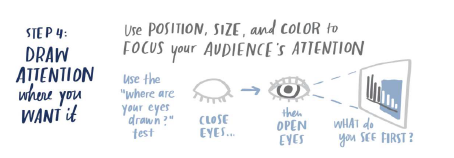 STEP 4:
DRAW
ATTENTION
where you
WANT it
Use POSITION, SIZE, and COLOR to
FOCUS your AUDIENCE'S ATTENTION
Use the
"where are
your eyes
drawn?"
test
CLOSE
EYES...
then
OPEN
EYES
WHAT do
you SEE FIRST?